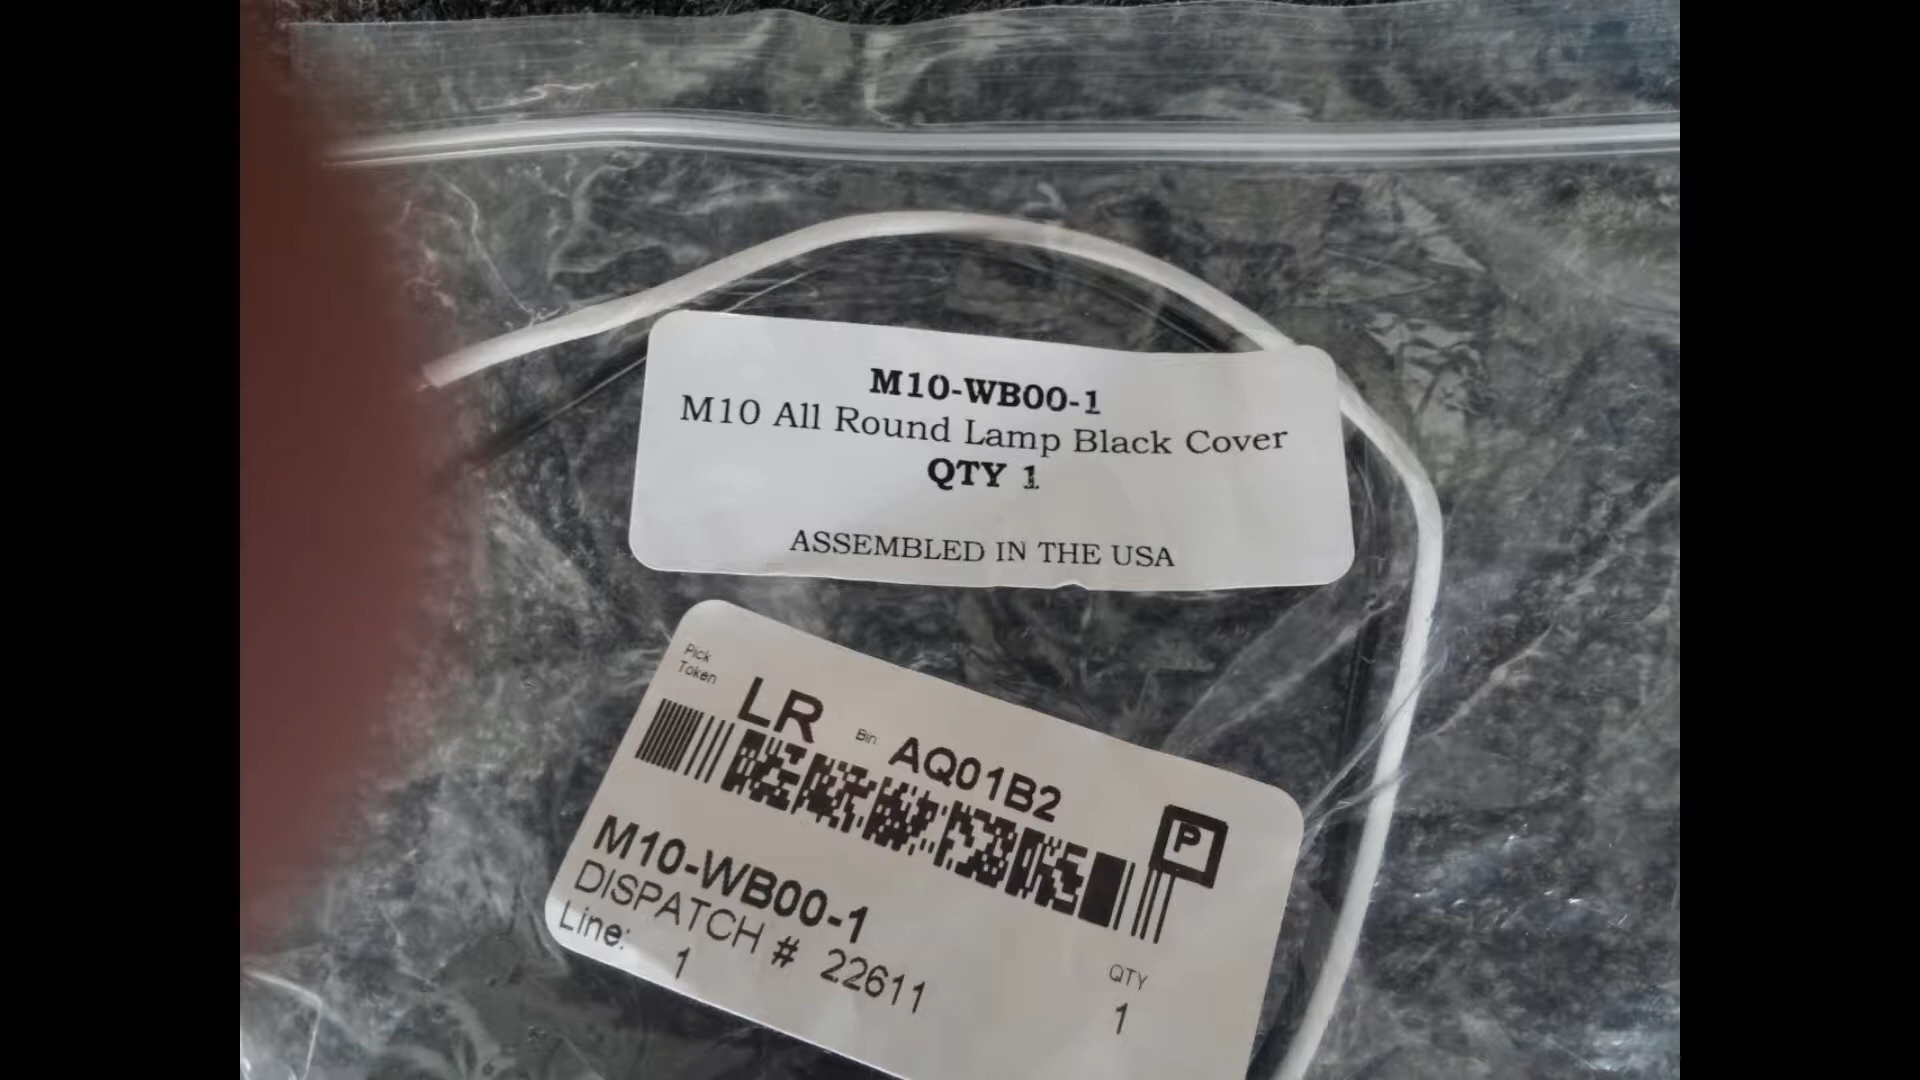 M10-WB00-1
M10 All Round Lamp Black Cover
QTY 1
ASSEMBLED IN THE USA
Pick
Token
LR
Bin
AQ01B2
P
M10-WB00-1
DISPATCH # 22611
Line:
1
QTY
1